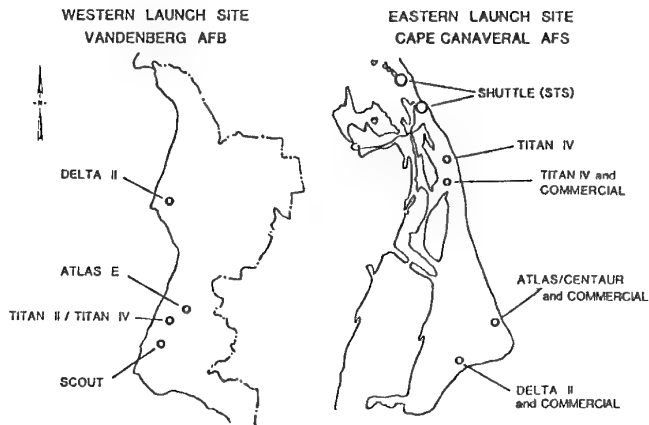 WESTERN LAUNCH SITE
VANDENBERG AFB
DELTA II
ATLAS E
TITAN II / TITAN IV
SCOUT
EASTERN LAUNCH SITE
CAPE CANAVERAL AFS
SHUTTLE (STS)
TITAN IV
TITAN IV and
COMMERCIAL
ATLAS/CENTAUR
and COMMERCIAL
DELTA II
and COMMERCIAL